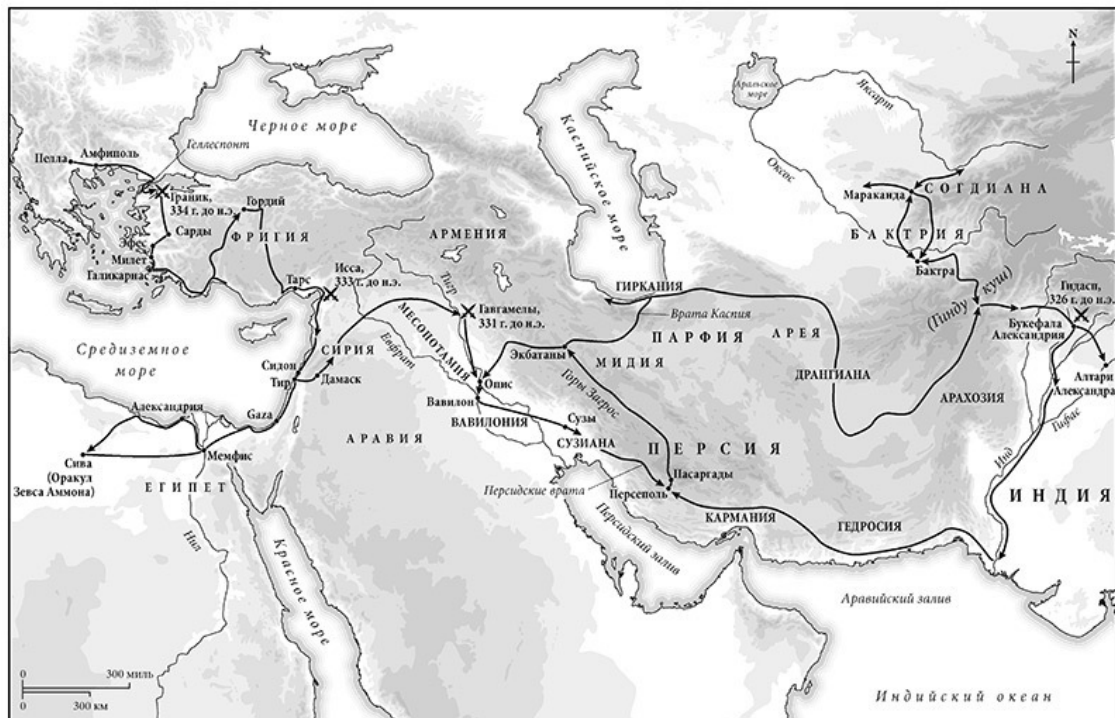 N
Аральское
море
Яксарт
Черное море
Геллеспонт
Каспийское море
Оксос
Пелла
Амфиполь
Граник,
334 г. до н.э.
Гордий
Мараканда
СОГДИАНА
Сарды
ФРИГИЯ
АРМЕНИЯ
БАКТРИЯ
Эфес
Милет
Галикарнас
Тарс
Исса,
333 г. до н.э.
Тигр
Бактра
ГИРКАНИЯ
(Гиндукуш)
Гидасп,
326 г. до н.э.
Гавгамелы,
331 г. до н.э.
Врата Каспия
Букефала
Александрия
МЕСОПОТАМИЯ
ПАРФИЯ
АРЕЯ
Средиземное
море
СИРИЯ
Евфрат
Экбатаны
МИДИЯ
Сидон
Тир
Дамаск
Опис
ДРАНГИАНА
Алтари
Александра
Горы Загрос
Вавилон
АРАХОЗИЯ
Гифас
Александрия
Gaza
ВАВИЛОНИЯ
Сузы
АРАВИЯ
СУЗИАНА
ПЕРСИЯ
Инд
Мемфис
Сива
(Оракул
Зевса Аммона)
Пасаргады
ЕГИПЕТ
Персидские врата
Персеполь
ИНДИЯ
КАРМАНИЯ
ГЕДРОСИЯ
Нил
Красное море
Персидский залив
Аравийский залив
0 300 миль
0 300 км
Индийский океан